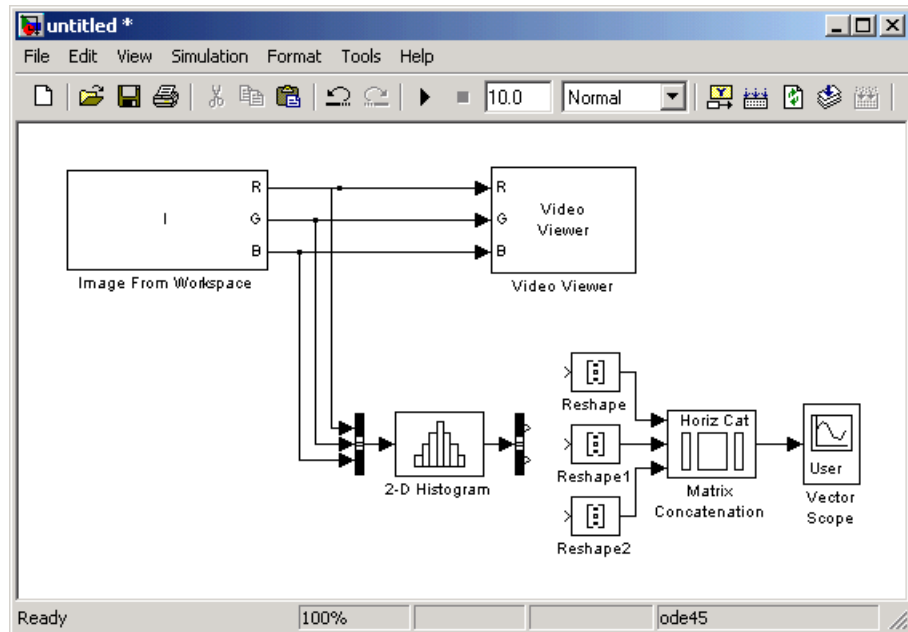 untitled *
File Edit View Simulation Format Tools Help
10.0 Normal
R
G
B
I
Image From Workspace
R
G
B
Video
Viewer
Video Viewer
2-D Histogram
Reshape
Reshape1
Reshape2
Horiz Cat
Matrix
Concatenation
User
Vector
Scope
Ready 100% ode45